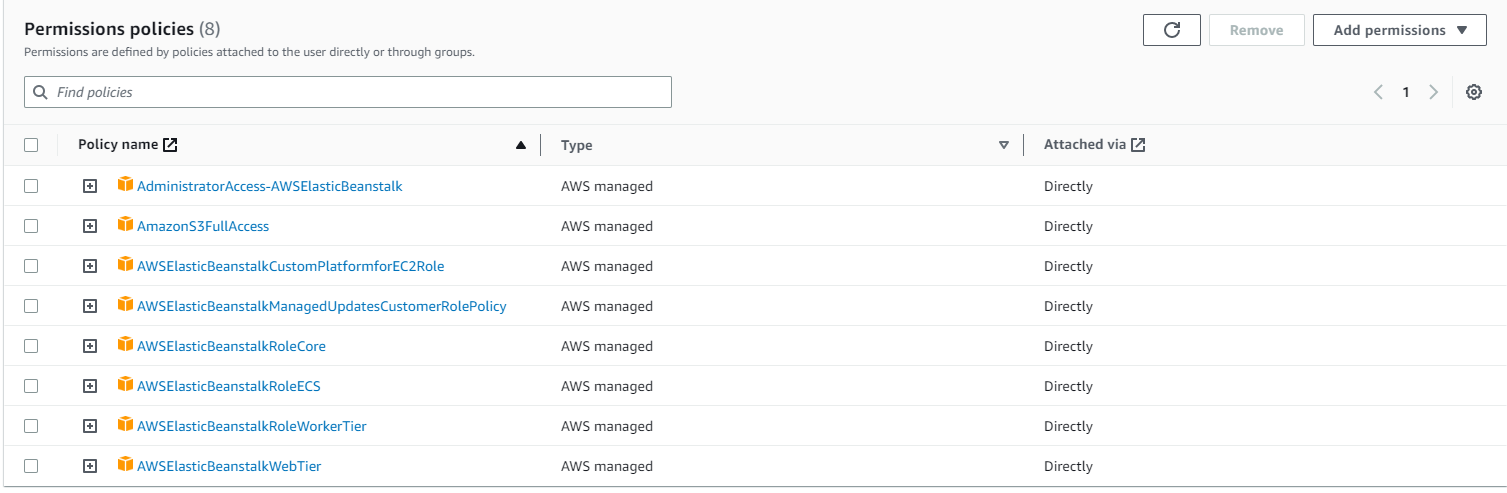 Permissions policies (8)
Remove
Add permissions
Permissions are defined by policies attached to the user directly or through groups.
Find policies
1
Policy name Type Attached via
AdministratorAccess-AWSElasticBeanstalk AWS managed Directly
AmazonS3FullAccess AWS managed Directly
AWSElasticBeanstalkCustomPlatformforEC2Role AWS managed Directly
AWSElasticBeanstalkManagedUpdatesCustomerRolePolicy AWS managed Directly
AWSElasticBeanstalkRoleCore AWS managed Directly
AWSElasticBeanstalkRoleECS AWS managed Directly
AWSElasticBeanstalkRoleWorkerTier AWS managed Directly
AWSElasticBeanstalkWebTier AWS managed Directly